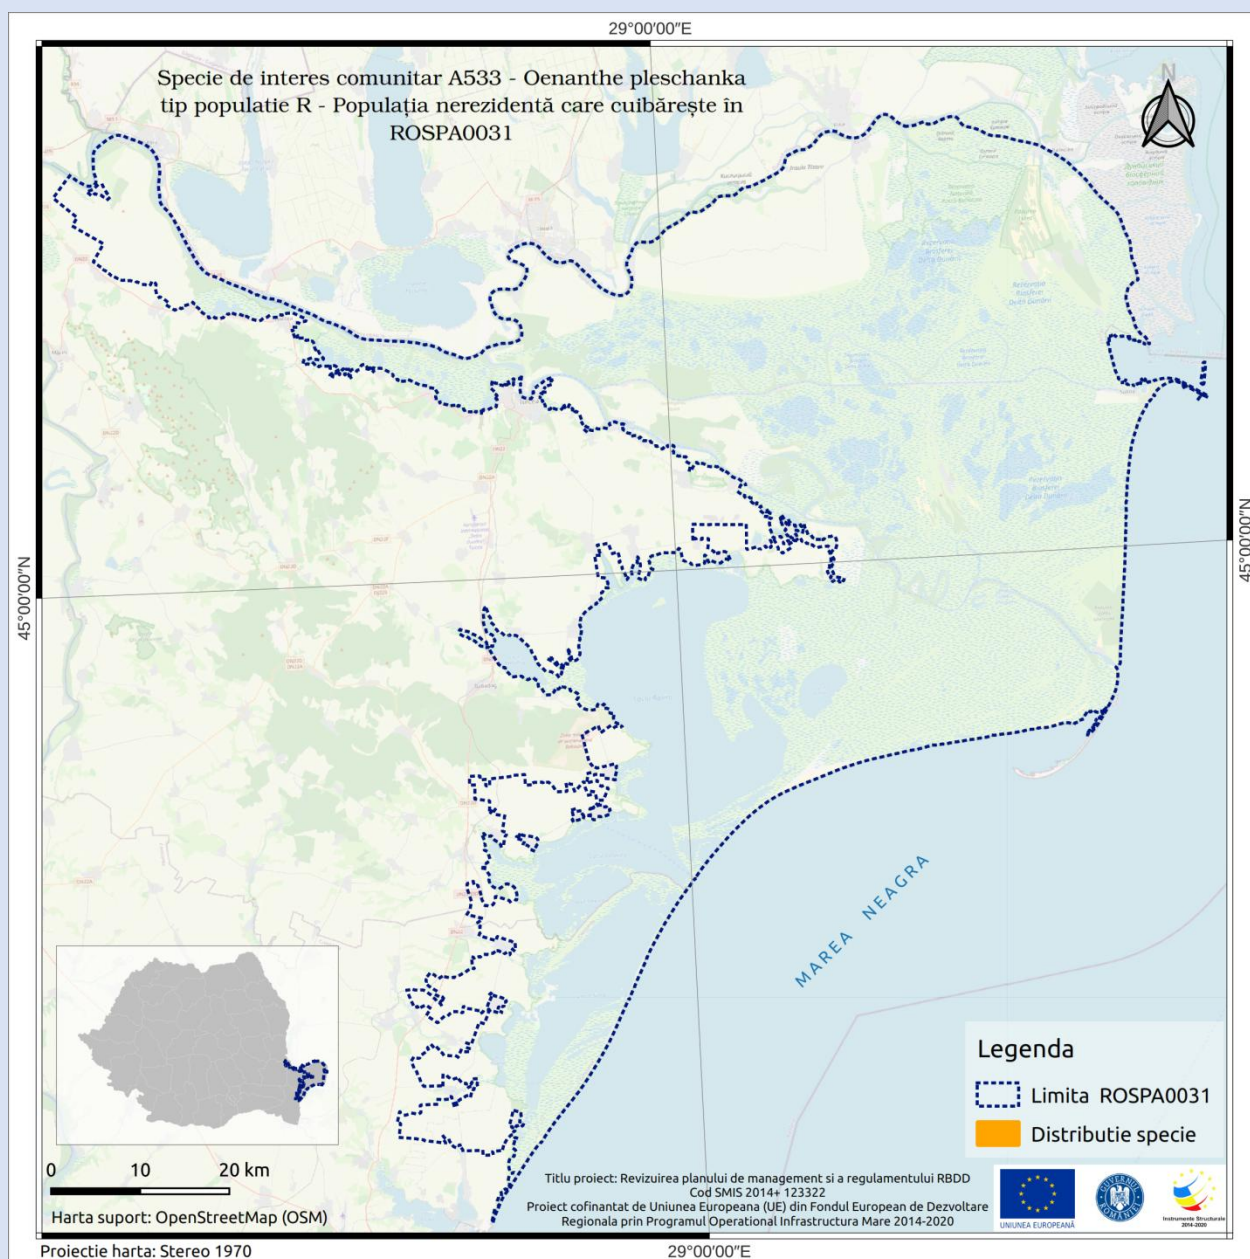 29°00′00″E
Specie de interes comunitar A533 - Oenanthe pleschanka
tip populatie R - Populația nerezidentă care cuibărește în
ROSPA0031
N
45°00′00″N
45°00′00″N
MAREA NEAGRA
Legenda
Limita ROSPA0031
Distributie specie
0 10 20 km
Harta suport: OpenStreetMap (OSM)
Titlu proiect: Revizuirea planului de management si a regulamentului RBDD
Cod SMIS 2014+ 123322
Proiect cofinantat de Uniunea Europeana (UE) din Fondul European de Dezvoltare
Regionala prin Programul Operational Infrastructura Mare 2014-2020
UNIUNEA EUROPEANĂ
GUVERNUL ROMÂNIEI
Instrumente Structurale
2014-2020
Proiectie harta: Stereo 1970
29°00′00″E